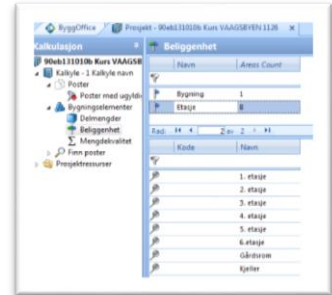 ByggOffice Prosjekt - 90eb131010b Kurs VAAGSBYEN 1126
Kalkulasjon
90eb131010b Kurs VAAGSB
Kalkyle - 1 Kalkyle navn
Poster
Poster med ugyldi
Bygningselementer
Delmengder
Beliggenhet
Mengdekvalitet
Finn poster
Prosjektressurser
Beliggenhet
Navn Areas Count
Bygning 1
Etasje 8
Rad: 2 av 2
Kode Navn
1. etasje
2. etasje
3. etasje
4. etasje
5. etasje
6.etasje
Gårdsrom
Kjeller